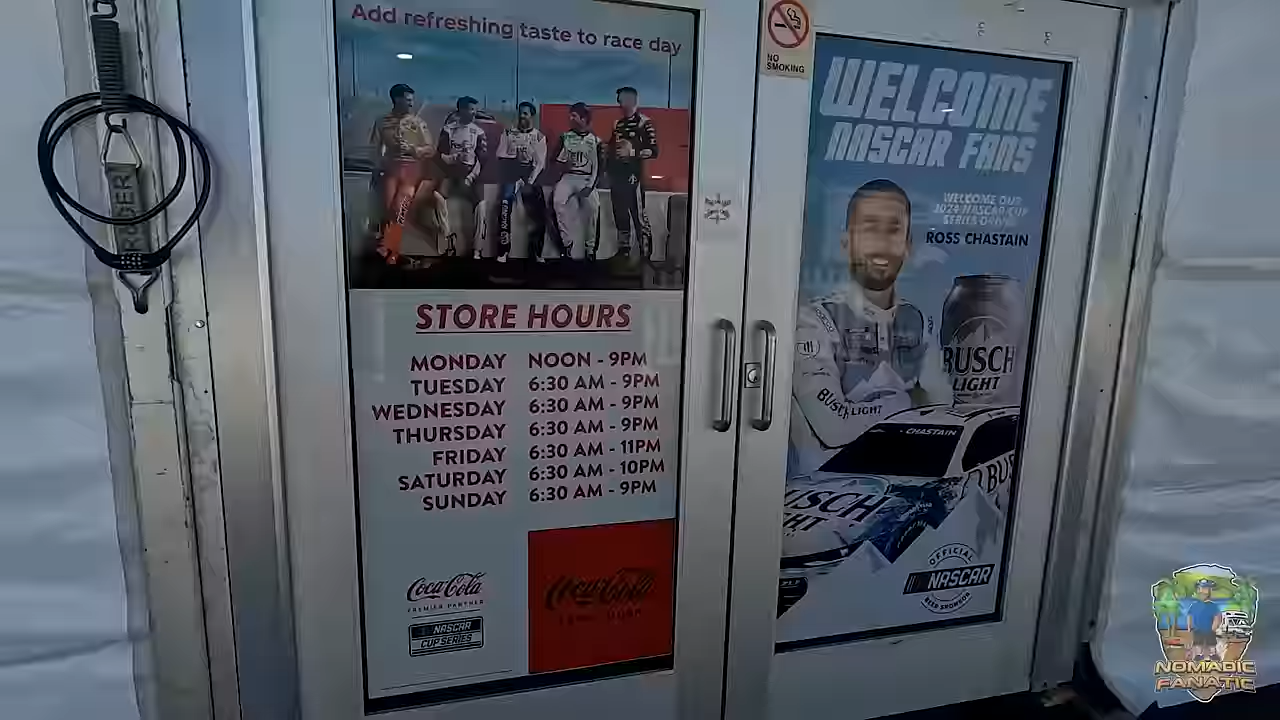 Add refreshing taste to race day
NO
SMOKING
WELCOME
NASCAR FANS
WELCOME OUR
2024 NASCAR CUP
SERIES DRIVER
ROSS CHASTAIN
STORE HOURS
MONDAY NOON - 9PM
TUESDAY 6:30 AM - 9PM
WEDNESDAY 6:30 AM - 9PM
THURSDAY 6:30 AM - 9PM
FRIDAY 6:30 AM - 11PM
SATURDAY 6:30 AM - 10PM
SUNDAY 6:30 AM - 9PM
BUSCH
LIGHT
BUSCH LIGHT
CHASTAIN
BUSCH
Coca-Cola
PREMIER PARTNER
NASCAR
CUP SERIES
Coca-Cola
OFFICIAL
NASCAR
BEER SPONSOR
NOMADIC
FANATIC